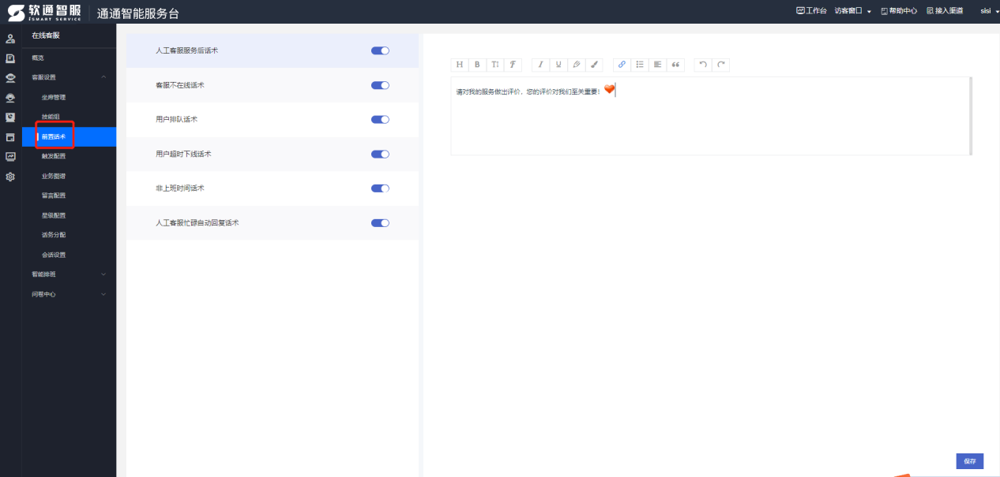 软通智服
iSMART SERVICE
通通智能服务台
工作台 访客窗口 帮助中心 接入渠道 sisi
在线客服
概览
客服设置
坐席管理
技能组
前置话术
触发配置
业务图谱
留言配置
星级配置
话务分配
会话设置
智能排班
问卷中心
人工客服服务后话术
客服不在线话术
用户排队话术
用户超时下线话术
非上班时间话术
人工客服忙碌自动回复话术
请对我的服务做出评价，您的评价对我们至关重要！
保存